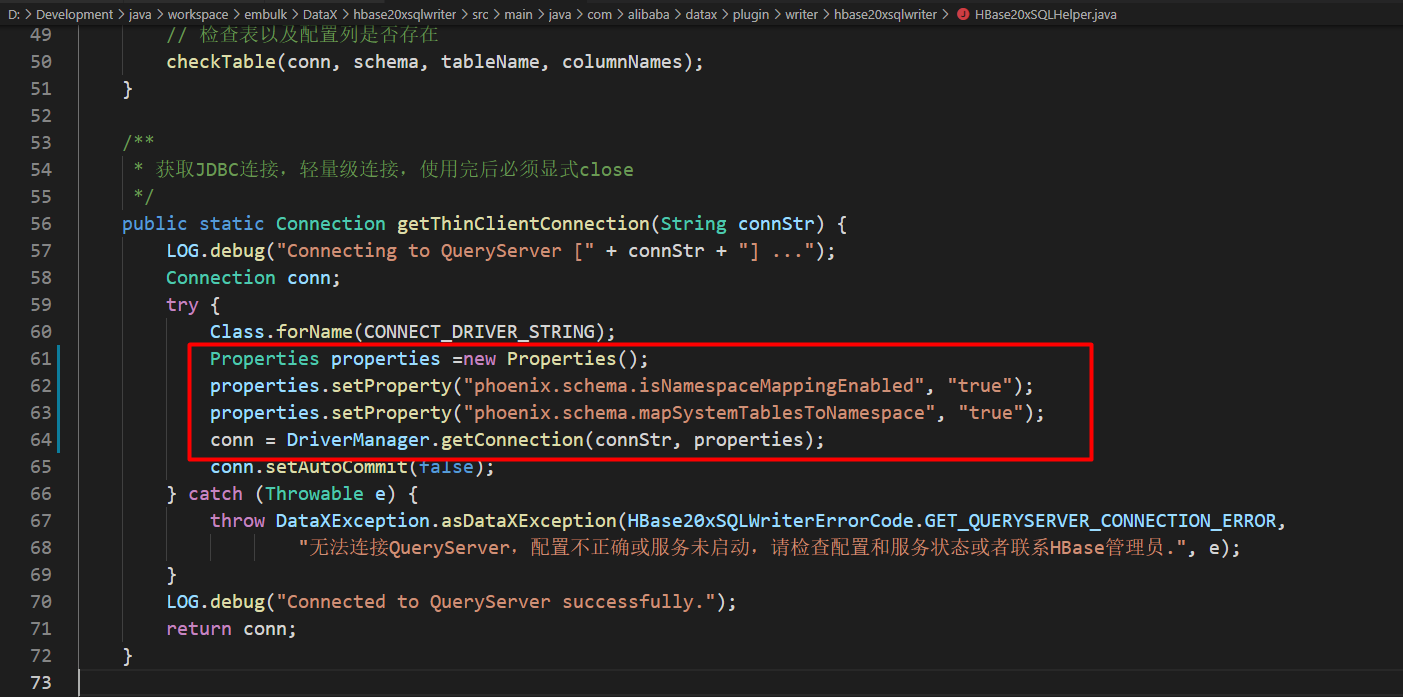 D: > Development > java > workspace > embulk > DataX > hbase20xsqlwriter > src > main > java > com > alibaba > datax > plugin > writer > hbase20xsqlwriter > J HBase20xSQLHelper.java
49 // 检查表以及配置列是否存在
50 checkTable(conn, schema, tableName, columnNames);
51 }
52
53 /**
54 * 获取JDBC连接，轻量级连接，使用完后必须显式close
55 */
56 public static Connection getThinClientConnection(String connStr) {
57 LOG.debug("Connecting to QueryServer [" + connStr + "] ...");
58 Connection conn;
59 try {
60 Class.forName(CONNECT_DRIVER_STRING);
61 Properties properties =new Properties();
62 properties.setProperty("phoenix.schema.isNamespaceMappingEnabled", "true");
63 properties.setProperty("phoenix.schema.mapSystemTablesToNamespace", "true");
64 conn = DriverManager.getConnection(connStr, properties);
65 conn.setAutoCommit(false);
66 } catch (Throwable e) {
67 throw DataXException.asDataXException(HBase20xSQLWriterErrorCode.GET_QUERYSERVER_CONNECTION_ERROR,
68 "无法连接QueryServer，配置不正确或服务未启动，请检查配置和服务状态或者联系HBase管理员.", e);
69 }
70 LOG.debug("Connected to QueryServer successfully.");
71 return conn;
72 }
73